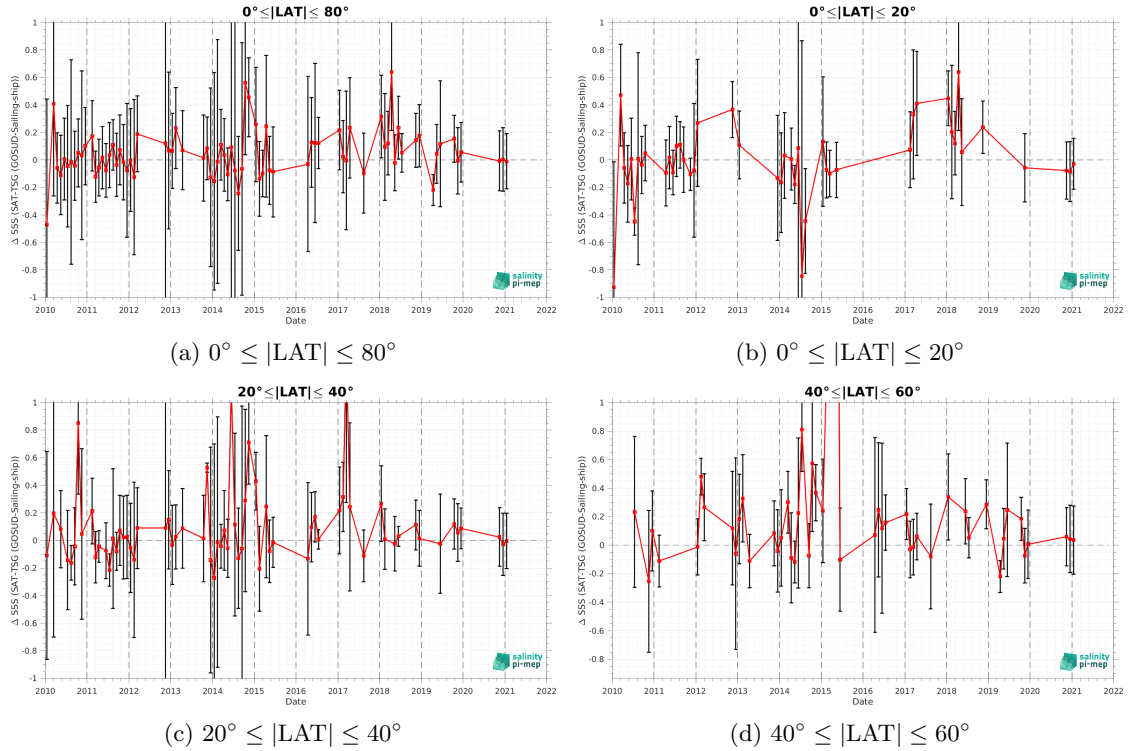 0°≤|LAT|≤ 80°
Δ SSS (SAT-TSG (GOSUD-Sailing-ship))
1
0.8
0.6
0.4
0.2
0
-0.2
-0.4
-0.6
-0.8
-1
2010 2011 2012 2013 2014 2015 2016 2017 2018 2019 2020 2021 2022
Date
salinity
pi-mep
(a) 0° ≤ |LAT| ≤ 80°
0°≤|LAT|≤ 20°
Δ SSS (SAT-TSG (GOSUD-Sailing-ship))
1
0.8
0.6
0.4
0.2
0
-0.2
-0.4
-0.6
-0.8
-1
2010 2011 2012 2013 2014 2015 2016 2017 2018 2019 2020 2021 2022
Date
salinity
pi-mep
(b) 0° ≤ |LAT| ≤ 20°
20°≤|LAT|≤ 40°
Δ SSS (SAT-TSG (GOSUD-Sailing-ship))
1
0.8
0.6
0.4
0.2
0
-0.2
-0.4
-0.6
-0.8
-1
2010 2011 2012 2013 2014 2015 2016 2017 2018 2019 2020 2021 2022
Date
salinity
pi-mep
(c) 20° ≤ |LAT| ≤ 40°
40°≤|LAT|≤ 60°
Δ SSS (SAT-TSG (GOSUD-Sailing-ship))
1
0.8
0.6
0.4
0.2
0
-0.2
-0.4
-0.6
-0.8
2010 2011 2012 2013 2014 2015 2016 2017 2018 2019 2020 2021 2022
Date
salinity
pi-mep
(d) 40° ≤ |LAT| ≤ 60°